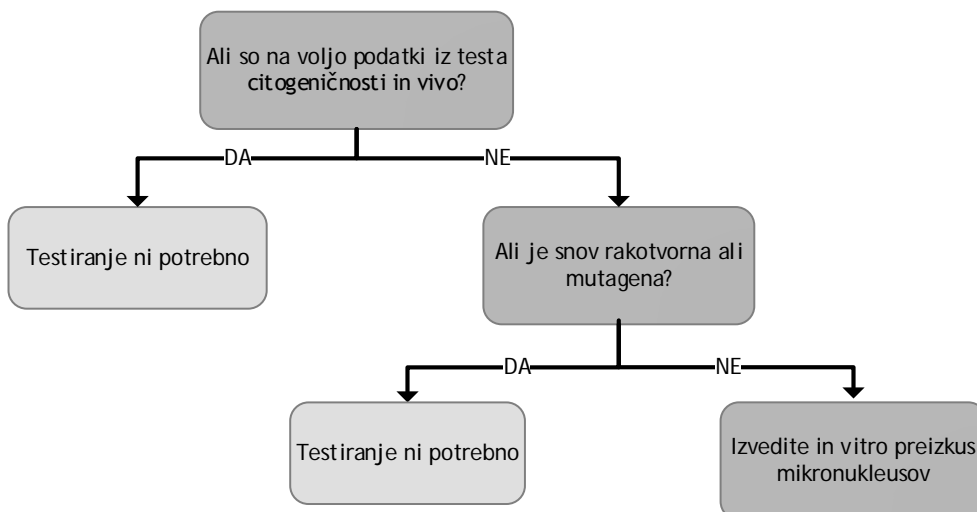 Ali so na voljo podatki iz testa
citogeničnosti in vivo?
DA
NE
Testiranje ni potrebno
Ali je snov rakotvorna ali
mutagena?
DA
NE
Testiranje ni potrebno
Izvedite in vitro preizkus
mikronukleusov